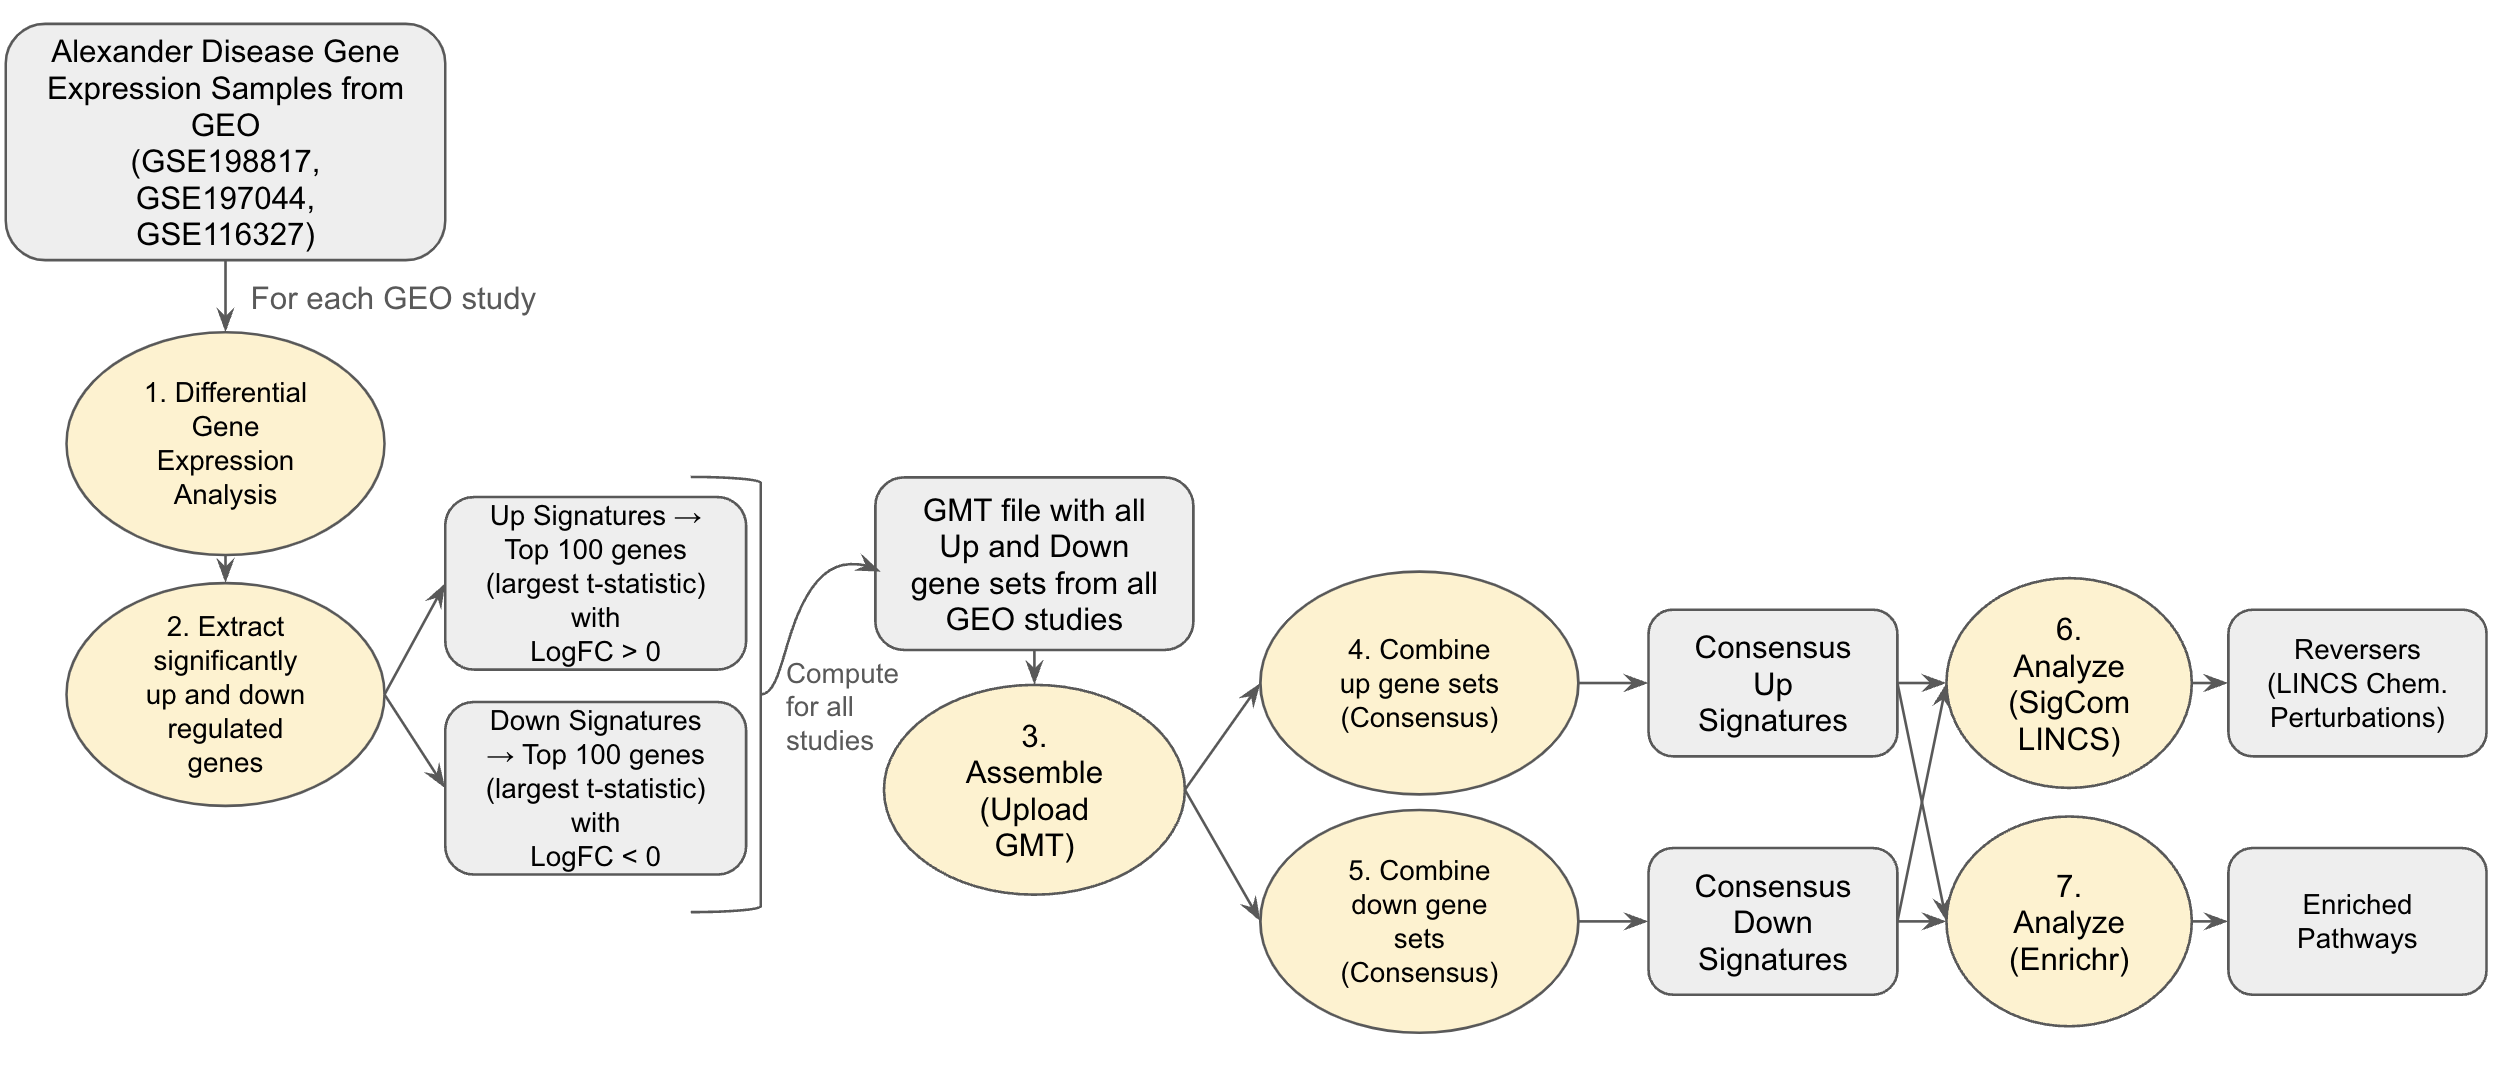 Alexander Disease Gene
Expression Samples from
GEO
(GSE198817,
GSE197044,
GSE116327)
For each GEO study
1. Differential
Gene
Expression
Analysis
2. Extract
significantly
up and down
regulated
genes
Up Signatures →
Top 100 genes
(largest t-statistic)
with
LogFC > 0
Down Signatures
→ Top 100 genes
(largest t-statistic)
with
LogFC < 0
Compute
for all
studies
GMT file with all
Up and Down
gene sets from all
GEO studies
3.
Assemble
(Upload
GMT)
4. Combine
up gene sets
(Consensus)
5. Combine
down gene
sets
(Consensus)
Consensus
Up
Signatures
Consensus
Down
Signatures
6.
Analyze
(SigCom
LINCS)
7.
Analyze
(Enrichr)
Reversers
(LINCS Chem.
Perturbations)
Enriched
Pathways